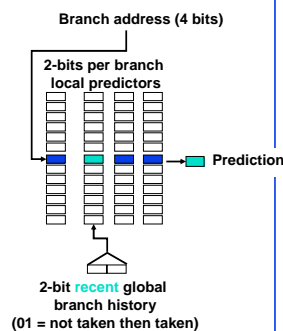 Branch address (4 bits)
2-bits per branch
local predictors
Prediction
2-bit recent global
branch history
(01 = not taken then taken)